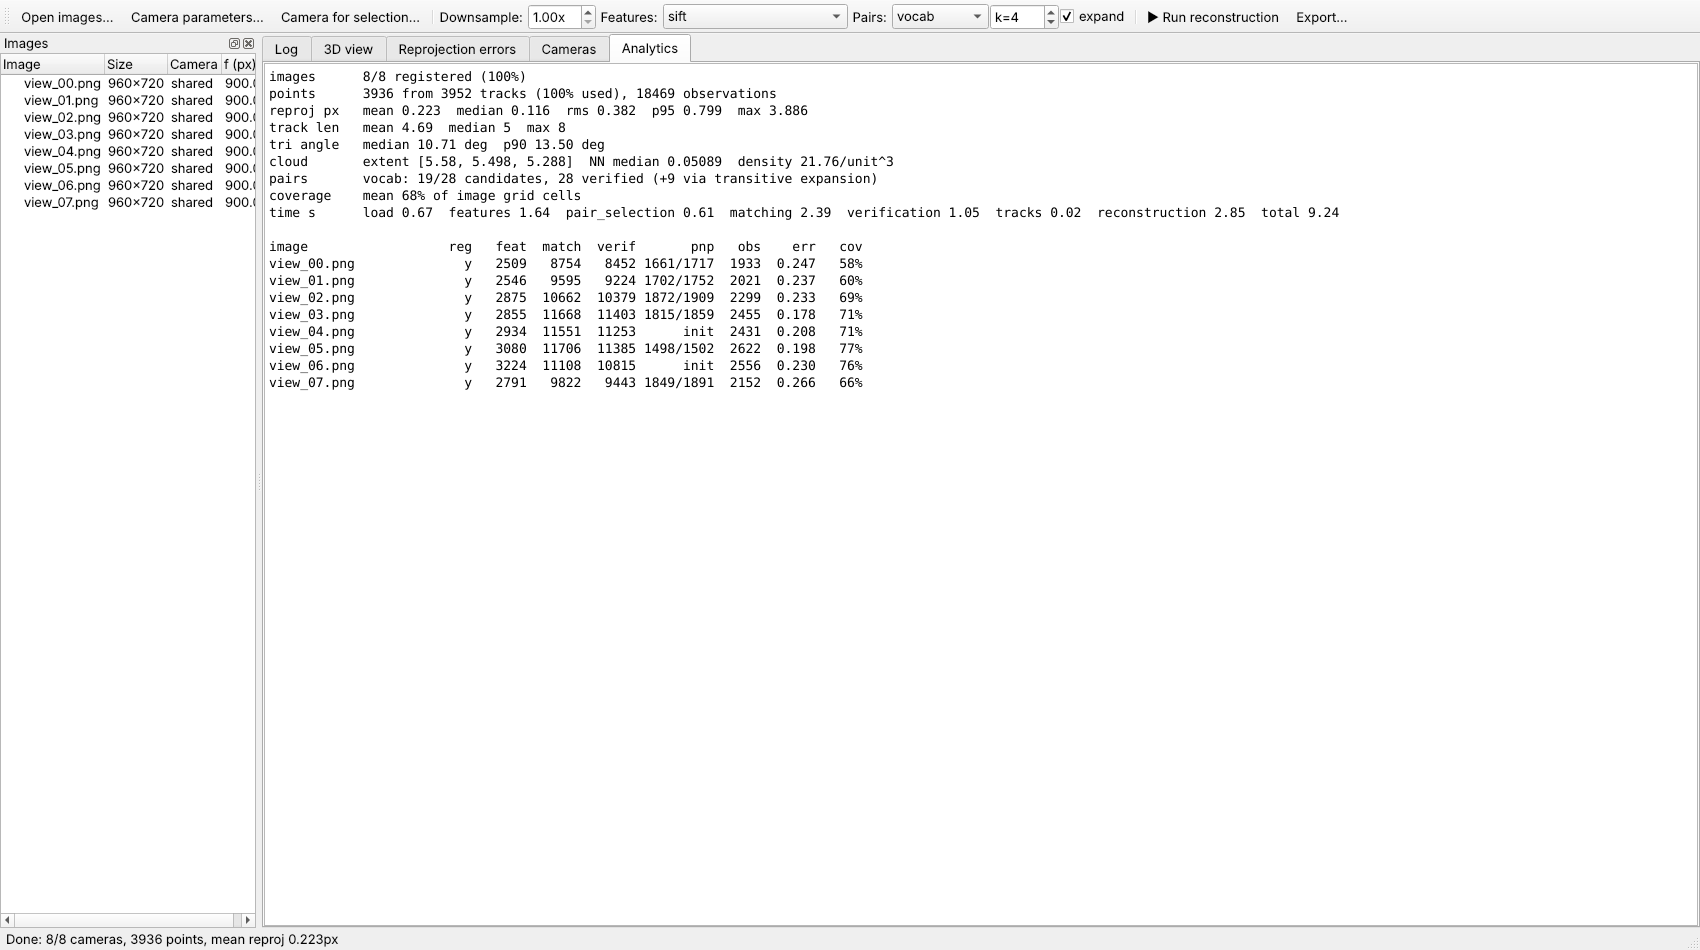 Open images... Camera parameters... Camera for selection... Downsample: 1.00x Features: sift Pairs: vocab k=4 expand ▶ Run reconstruction Export...
Images
Log 3D view Reprojection errors Cameras Analytics
Image Size Camera f (px)
view_00.png 960×720 shared 900.
view_01.png 960×720 shared 900.
view_02.png 960×720 shared 900.
view_03.png 960×720 shared 900.
view_04.png 960×720 shared 900.
view_05.png 960×720 shared 900.
view_06.png 960×720 shared 900.
view_07.png 960×720 shared 900.
images 8/8 registered (100%)
points 3936 from 3952 tracks (100% used), 18469 observations
reproj px mean 0.223 median 0.116 rms 0.382 p95 0.799 max 3.886
track len mean 4.69 median 5 max 8
tri angle median 10.71 deg p90 13.50 deg
cloud extent [5.58, 5.498, 5.288] NN median 0.05089 density 21.76/unit^3
pairs vocab: 19/28 candidates, 28 verified (+9 via transitive expansion)
coverage mean 68% of image grid cells
time s load 0.67 features 1.64 pair_selection 0.61 matching 2.39 verification 1.05 tracks 0.02 reconstruction 2.85 total 9.24
image reg feat match verif pnp obs err cov
view_00.png y 2509 8754 8452 1661/1717 1933 0.247 58%
view_01.png y 2546 9595 9224 1702/1752 2021 0.237 60%
view_02.png y 2875 10662 10379 1872/1909 2299 0.233 69%
view_03.png y 2855 11668 11403 1815/1859 2455 0.178 71%
view_04.png y 2934 11551 11253 init 2431 0.208 71%
view_05.png y 3080 11706 11385 1498/1502 2622 0.198 77%
view_06.png y 3224 11108 10815 init 2556 0.230 76%
view_07.png y 2791 9822 9443 1849/1891 2152 0.266 66%
Done: 8/8 cameras, 3936 points, mean reproj 0.223px